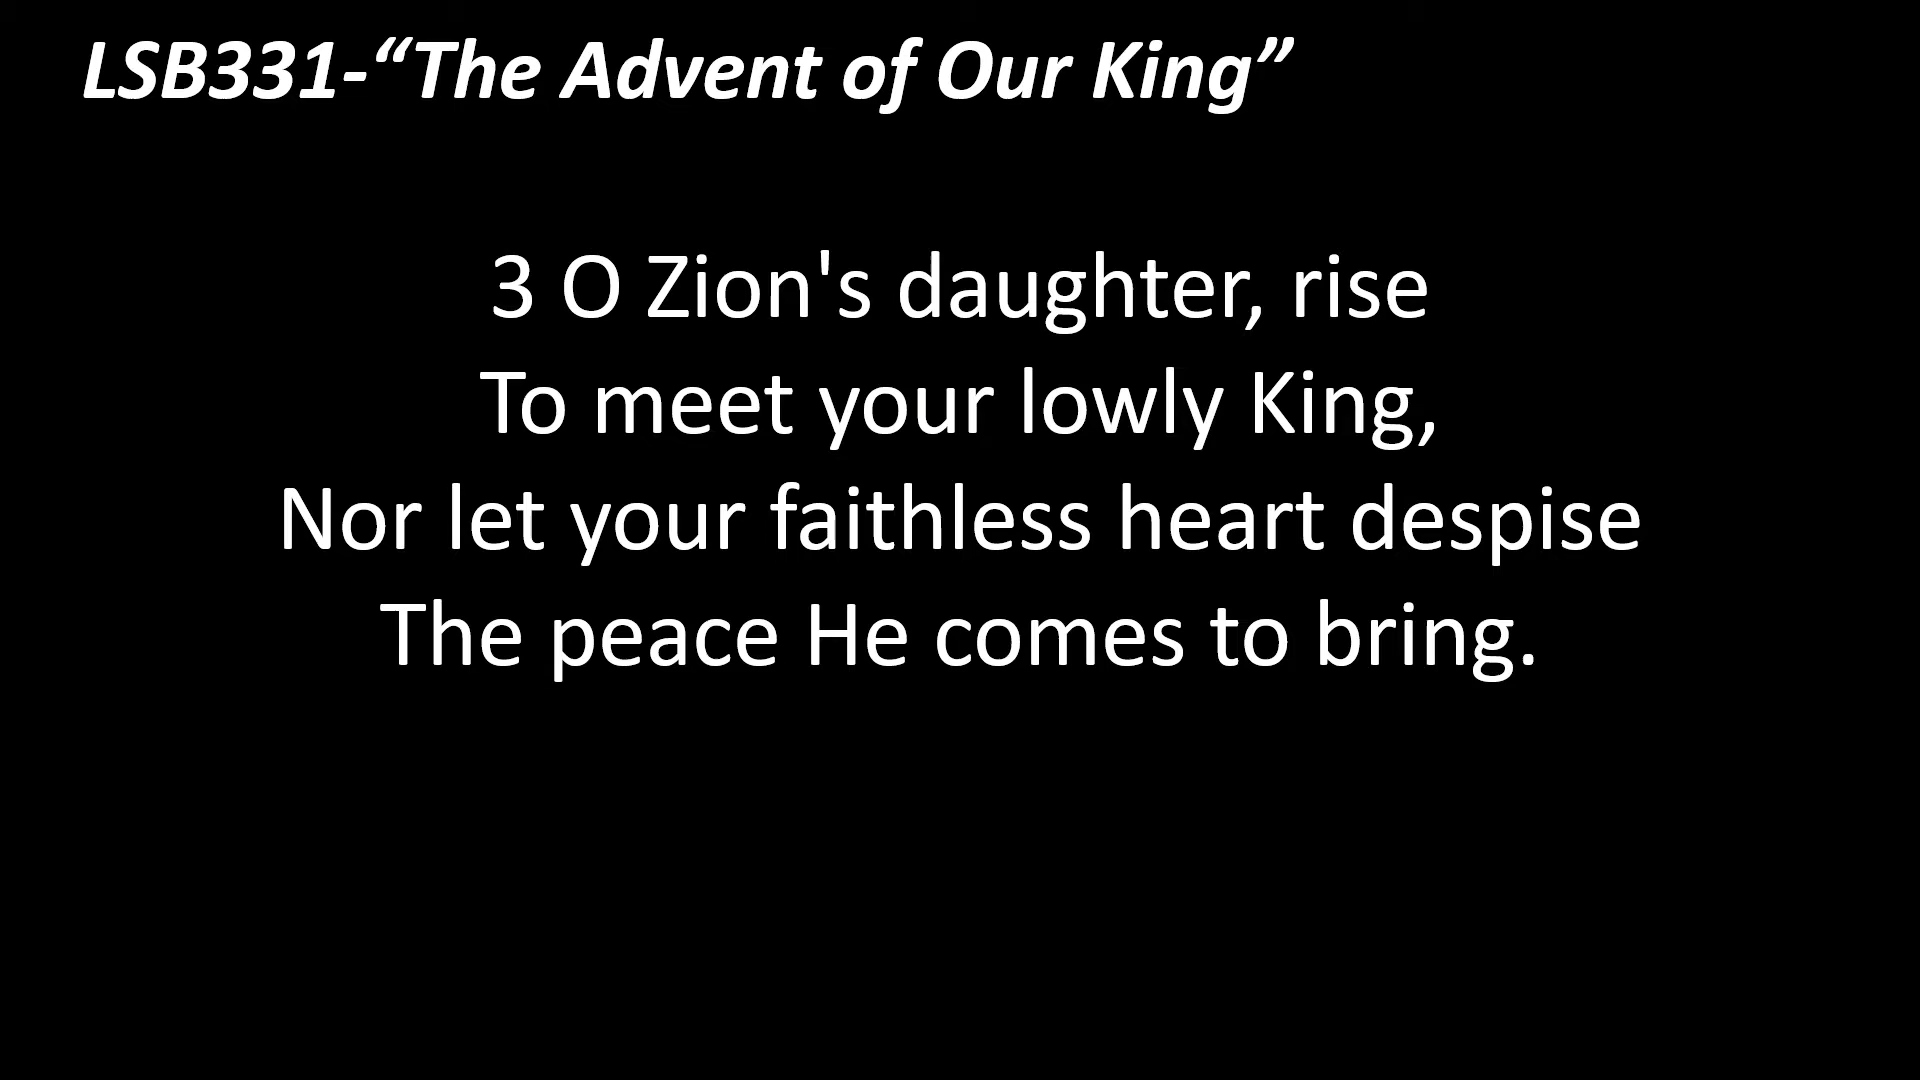 LSB331-“The Advent of Our King”
3 O Zion's daughter, rise
To meet your lowly King,
Nor let your faithless heart despise
The peace He comes to bring.